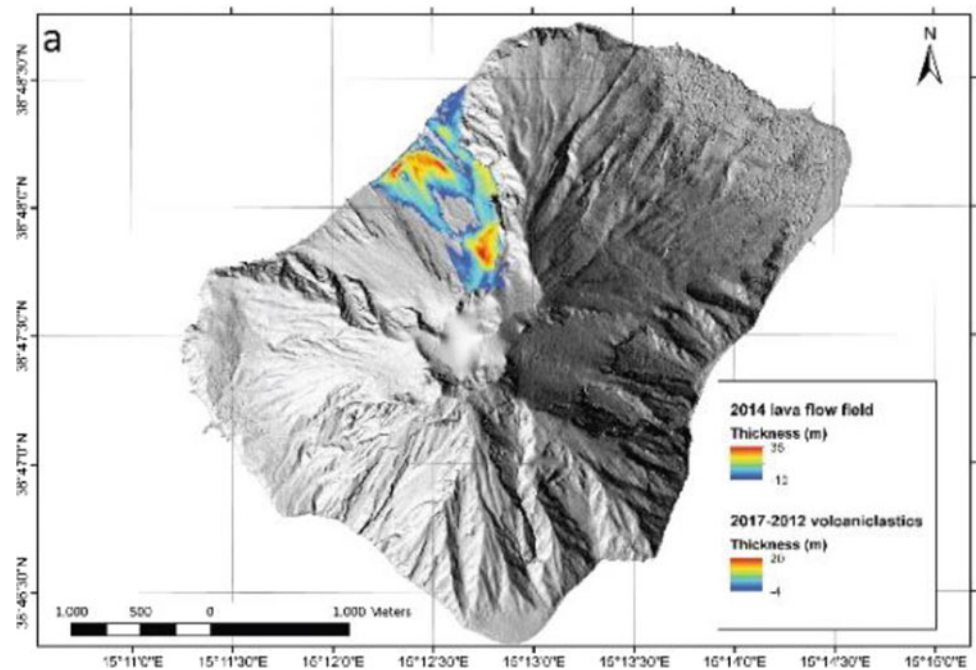 a
N
38°48'30"N
38°48'0"N
38°47'30"N
38°47'0"N
38°46'30"N
2014 lava flow field
Thickness (m)
2017-2012 volcaniclastics
Thickness (m)
20
-4
1.000 500 0 1.000 Meters
15°11'0"E 15°11'30"E 15°12'0"E 15°12'30"E 15°13'0"E 15°13'30"E 15°14'0"E 15°14'30"E 15°15'0"E